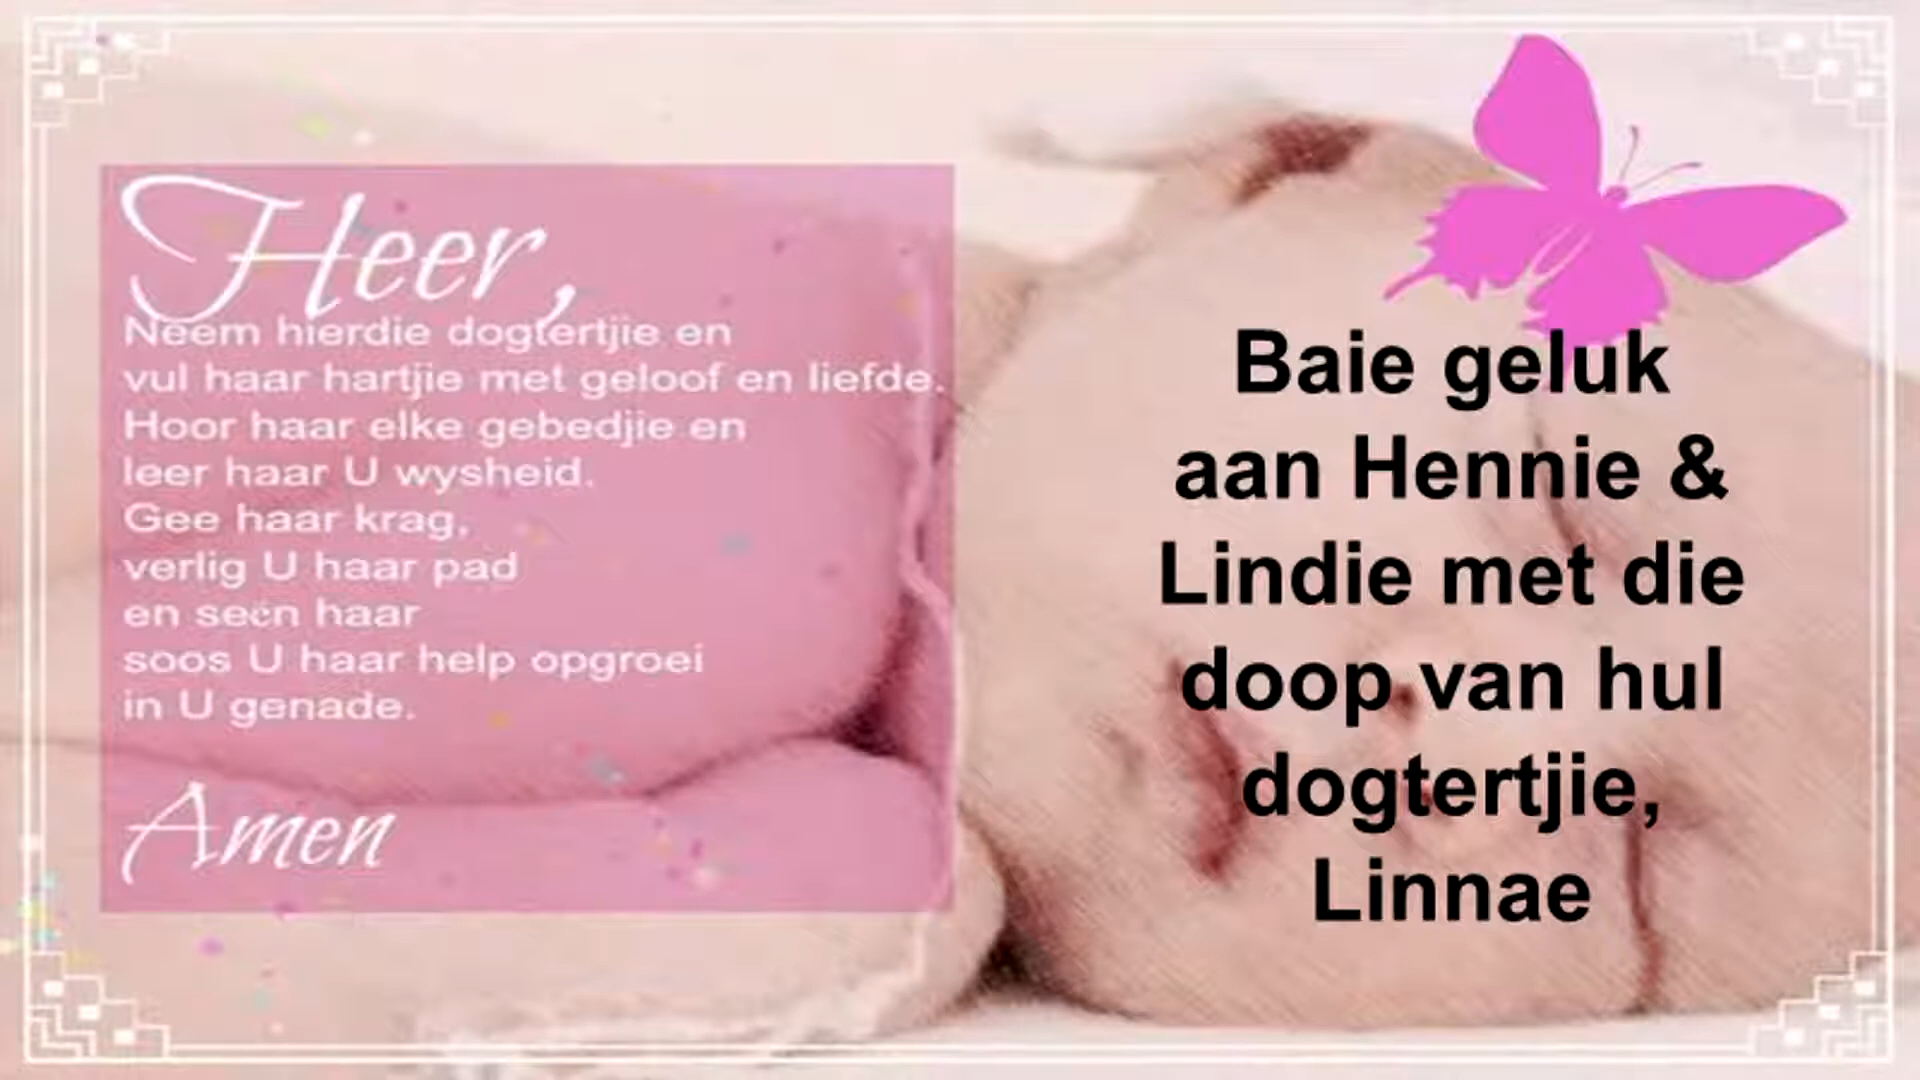 Heer,
Neem hierdie dogtertjie en
vul haar hartjie met geloof en liefde.
Hoor haar elke gebedjie en
leer haar U wysheid.
Gee haar krag,
verlig U haar pad
en seën haar
soos U haar help opgroei
in U genade.
Amen
Baie geluk
aan Hennie &
Lindie met die
doop van hul
dogtertjie,
Linnae